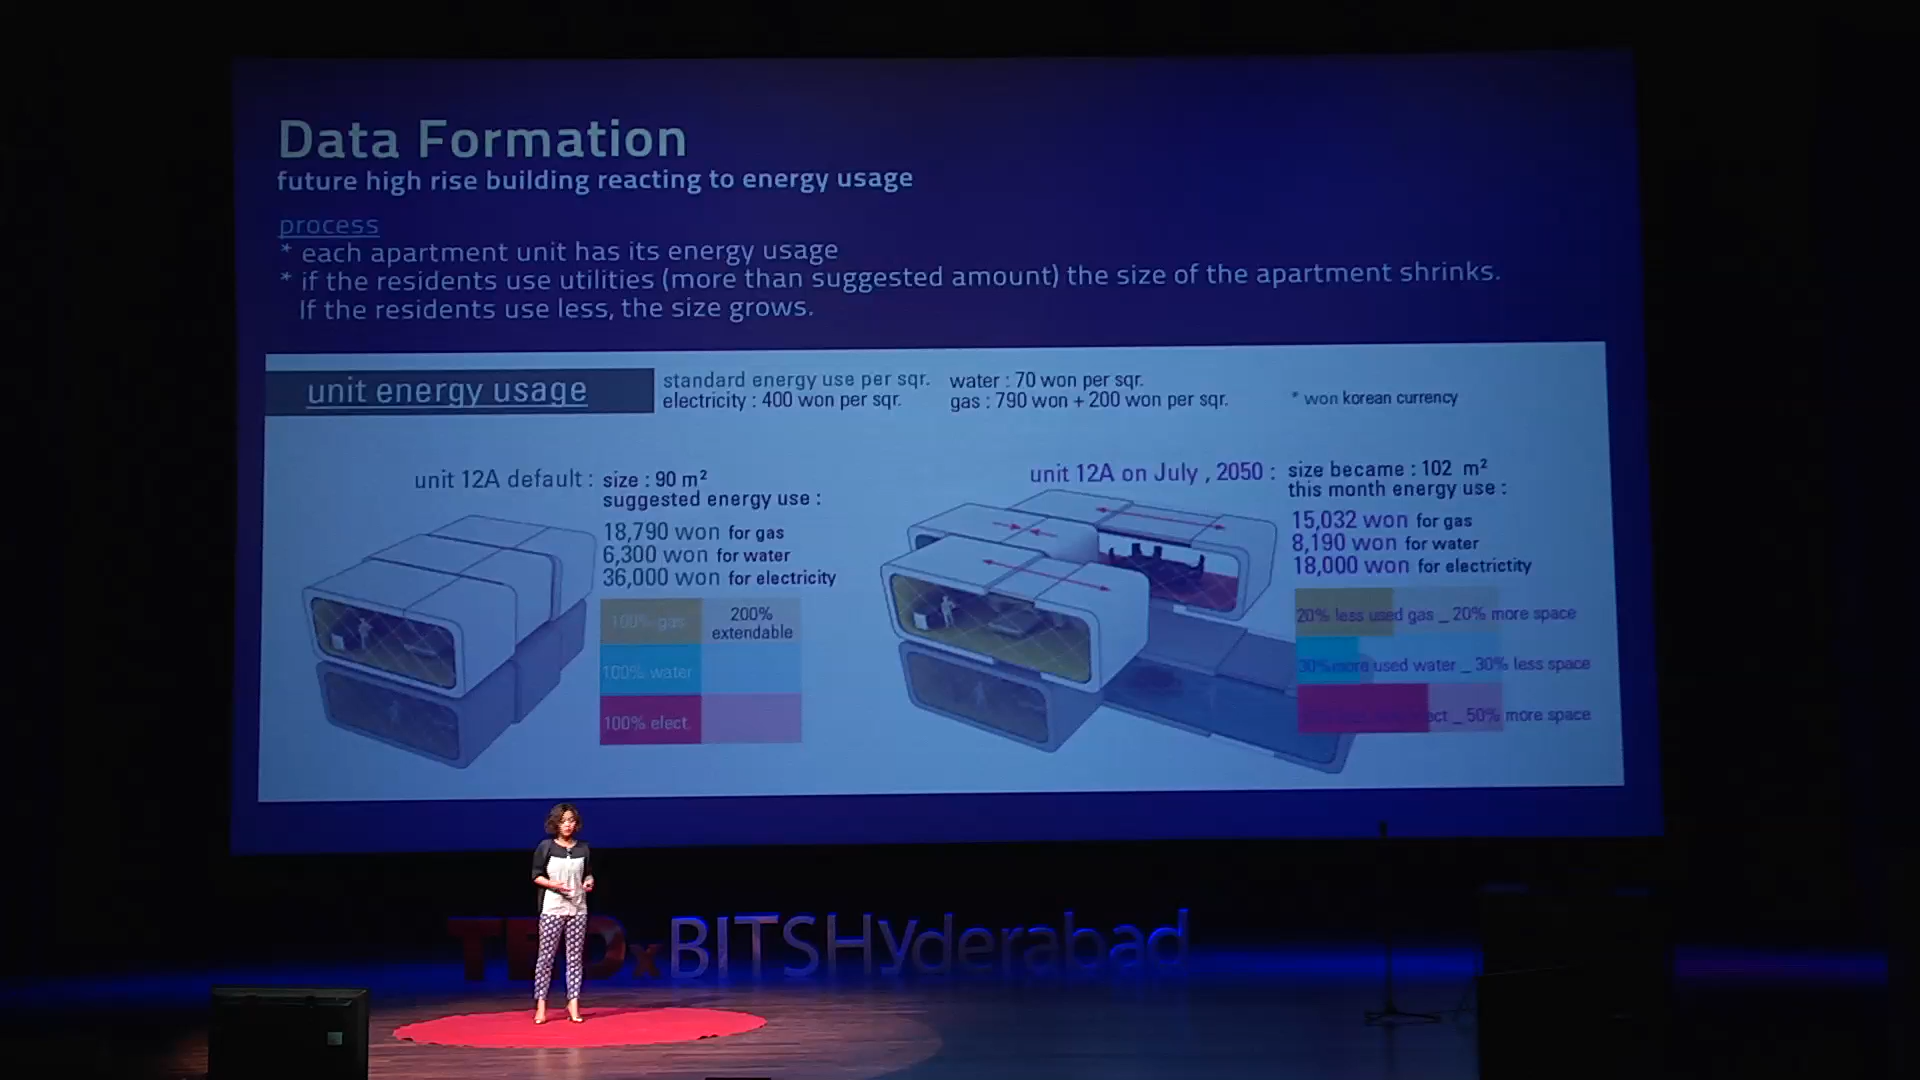 Data Formation
future high rise building reacting to energy usage
process
* each apartment unit has its energy usage
* if the residents use utilities (more than suggested amount) the size of the apartment shrinks.
If the residents use less, the size grows.
unit energy usage
standard energy use per sqr.
electricity : 400 won per sqr.
water : 70 won per sqr.
gas : 790 won + 200 won per sqr.
* won korean currency
unit 12A default :
size : 90 m²
suggested energy use :
18,790 won for gas
6,300 won for water
36,000 won for electricity
100% gas
200%
extendable
100% water
100% elect.
unit 12A on July , 2050 :
size became : 102 m²
this month energy use :
15,032 won for gas
8,190 won for water
18,000 won for electrictity
20% less used gas _ 20% more space
30% more used water _ 30% less space
ect _ 50% more space
TEDxBITSHyderabad